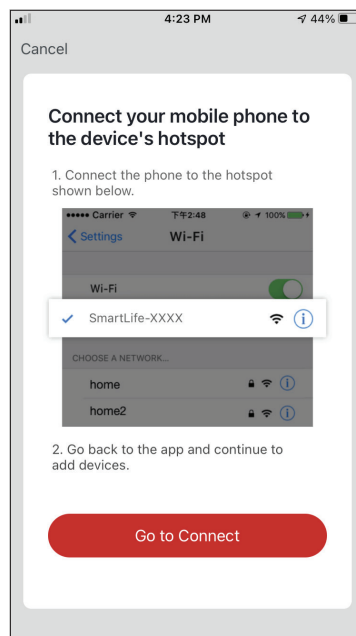 4:23 PM 44%
Cancel
Connect your mobile phone to
the device's hotspot
1. Connect the phone to the hotspot
shown below.
Carrier 下午2:48 100%
Settings Wi-Fi
Wi-Fi
SmartLife-XXXX
CHOOSE A NETWORK...
home
home2
2. Go back to the app and continue to
add devices.
Go to Connect